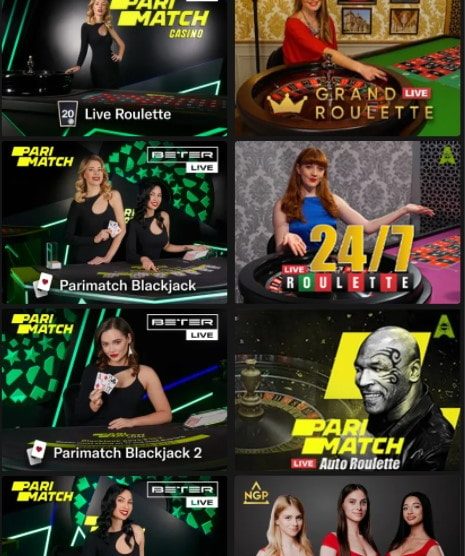 PARI
MATCH
CASINO
20
Live Roulette
LIVE
GRAND
ROULETTE
PARI
MATCH
BETER
LIVE
Parimatch Blackjack
24/7
LIVE
ROULETTE
PARI
MATCH
BETER
LIVE
Parimatch Blackjack 2
PARI
MATCH
LIVE Auto Roulette
PARI
MATCH
BETER
LIVE
NGP